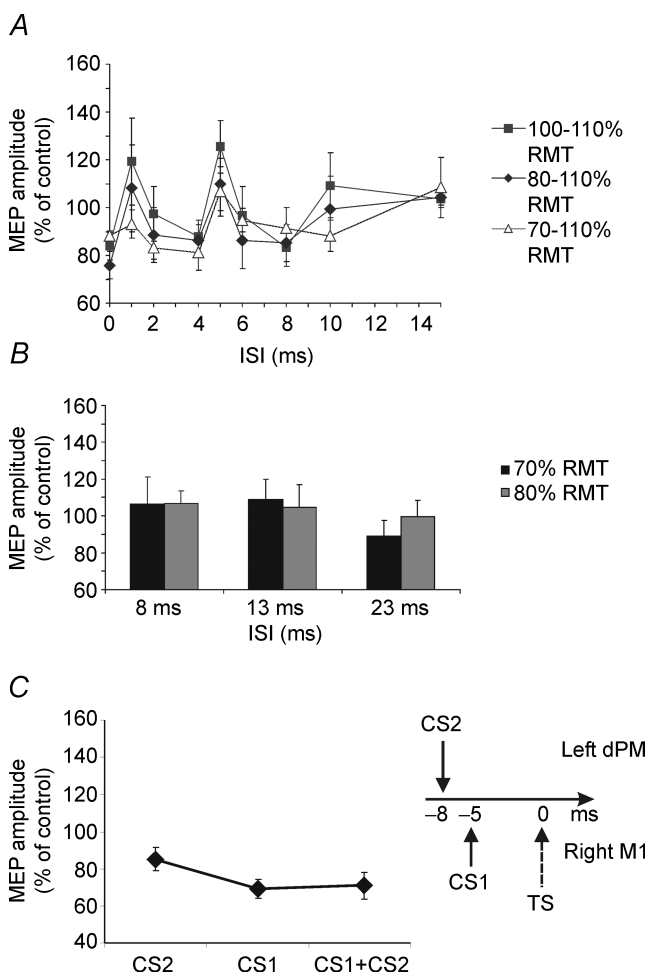 A
MEP amplitude
(% of control)
160
140
120
100
80
60
0
2
4
6
8
10
12
14
ISI (ms)
100-110%
RMT
80-110%
RMT
70-110%
RMT
B
MEP amplitude
(% of control)
160
140
120
100
80
60
8 ms
13 ms
23 ms
ISI (ms)
70% RMT
80% RMT
C
MEP amplitude
(% of control)
160
140
120
100
80
60
40
CS2
CS1
CS1+CS2
CS2
Left dPM
–8
–5
0
ms
Right M1
CS1
TS